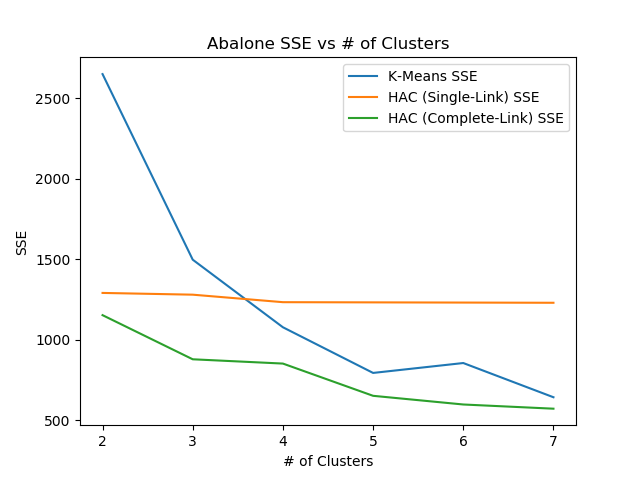 Abalone SSE vs # of Clusters
K-Means SSE
HAC (Single-Link) SSE
HAC (Complete-Link) SSE
SSE
2500
2000
1500
1000
500
2 3 4 5 6 7
# of Clusters